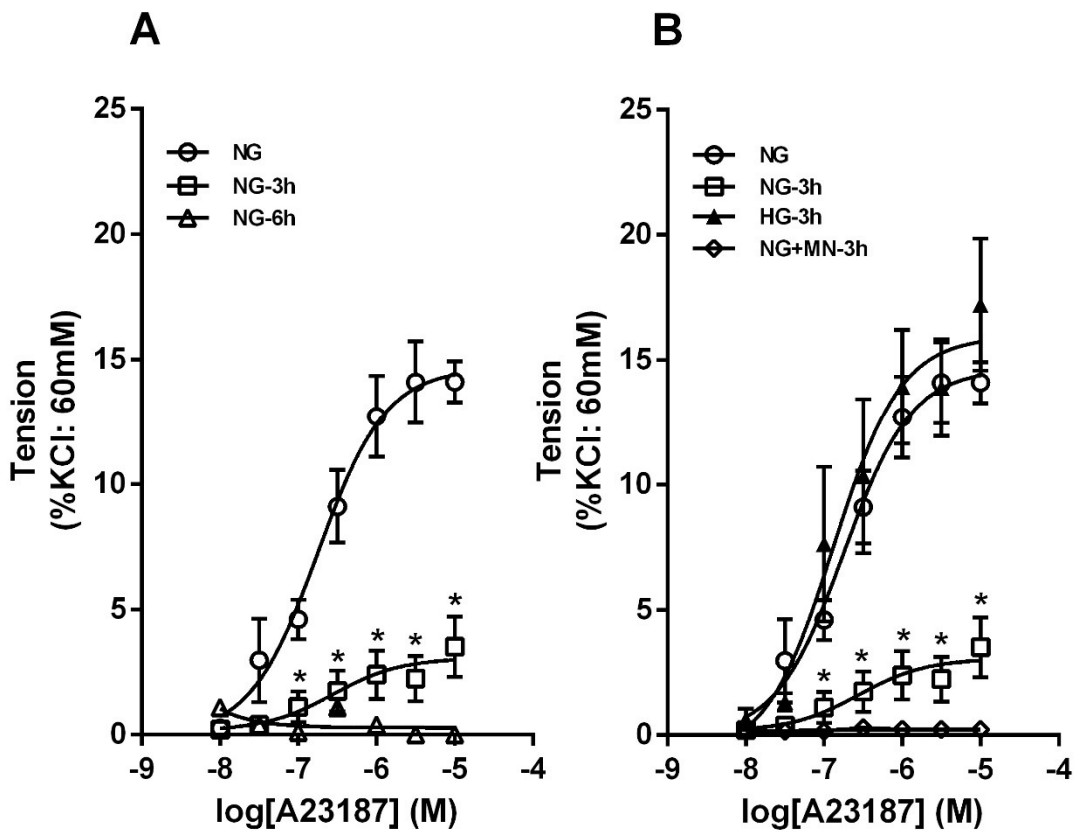 A
25
20
15
10
5
0
Tension
(%KCl: 60mM)
NG
NG-3h
NG-6h
*
*
*
*
*
-9
-8
-7
-6
-5
-4
log[A23187] (M)
B
25
20
15
10
5
0
Tension
(%KCl: 60mM)
NG
NG-3h
HG-3h
NG+MN-3h
*
*
*
*
*
-9
-8
-7
-6
-5
-4
log[A23187] (M)